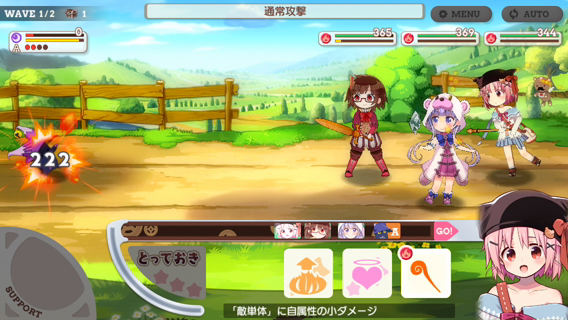 WAVE 1/2 1
通常攻撃
MENU
AUTO
0
A
365
369
344
222
A
GO!
とっておき
SUPPORT
「敵単体」に自属性の小ダメージ